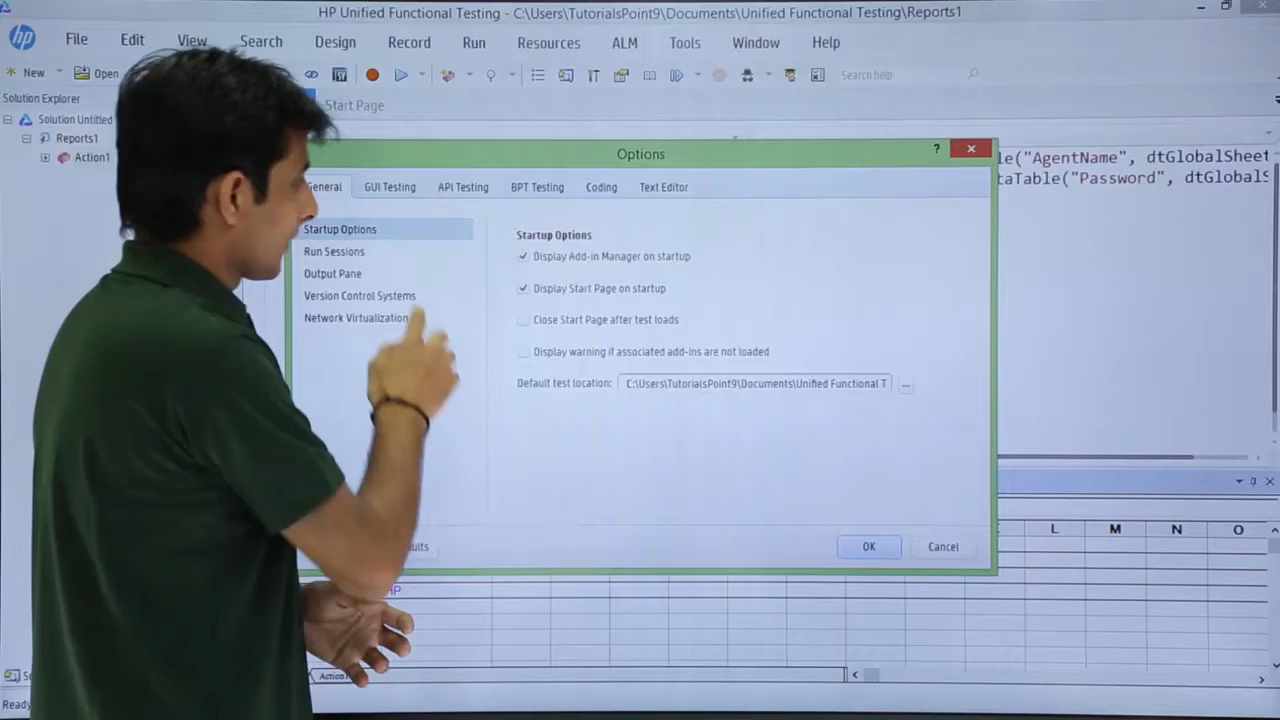 HP Unified Functional Testing - C:\Users\TutorialsPoint9\Documents\Unified Functional Testing\Reports1
hp File Edit View Search Design Record Run Resources ALM Tools Window Help
New Open Search help
Solution Explorer
Start Page
Solution Untitled
Reports1
Action1
Options
?
le("AgentName", dtGlobalSheet
taTable("Password", dtGlobalS
General GUI Testing API Testing BPT Testing Coding Text Editor
Startup Options
Run Sessions
Output Pane
Version Control Systems
Network Virtualization
Startup Options
Display Add-in Manager on startup
Display Start Page on startup
Close Start Page after test loads
Display warning if associated add-ins are not loaded
Default test location: C:\Users\TutorialsPoint9\Documents\Unified Functional T ...
OK Cancel
L M N O
HP
Action1
Ready